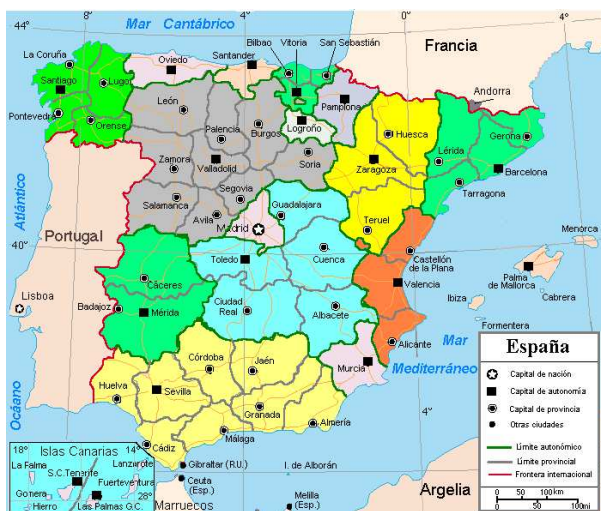 44°
Mar Cantábrico
8°
0°
4°
La Coruña
Oviedo
Santander
Bilbao
Vitoria
San Sebastián
Francia
Santiago
Lugo
Andorra
Pamplona
León
Pontevedra
Orense
Palencia
Burgos
Logroño
Huesca
Gerona
Lérida
Zamora
Valladolid
Soria
Zaragoza
Barcelona
Tarragona
Segovia
Salamanca
Avila
Guadalajara
Madrid
Teruel
Atlántico
Portugal
40°
Menorca
Toledo
Cuenca
Castellón
de la Plana
Palma
de Mallorca
Cabrera
Cáceres
Valencia
Ibiza
Lisboa
Badajoz
Mérida
Ciudad
Real
Albacete
Formentera
Mar
Mediterráneo
Alicante
Murcia
Córdoba
Jaén
Huelva
Sevilla
Granada
Almería
Málaga
Cádiz
4°
Océano
España
Capital de nación
Capital de autonomía
Capital de provincia
Otras ciudades
Límite autonómico
Límite provincial
Frontera internacional
0 50 100km
0 50 100mi
18°
Islas Canarias
14°
La Palma
Lanzarote
S.C.Tenerife
Fuerteventura
Gomera
28°
Hierro
Las Palmas G.C.
Gibraltar (R.U.)
I. de Alborán
Ceuta
(Esp.)
Melilla
(Esp.)
Marruecos
Argelia